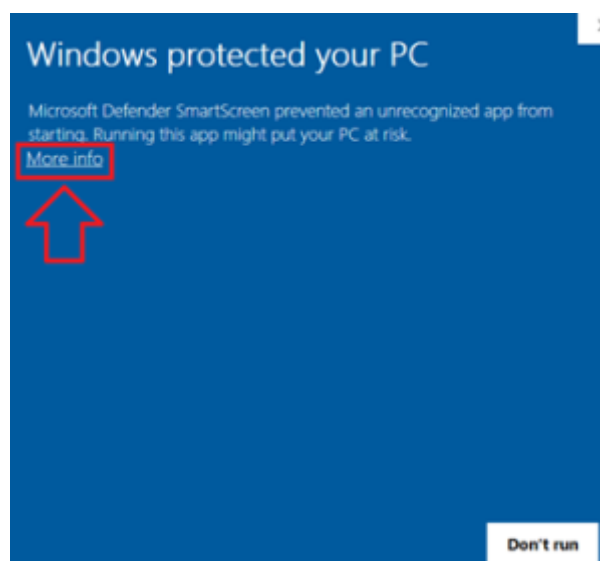 Windows protected your PC
Microsoft Defender SmartScreen prevented an unrecognized app from
starting. Running this app might put your PC at risk.
More info
Don't run